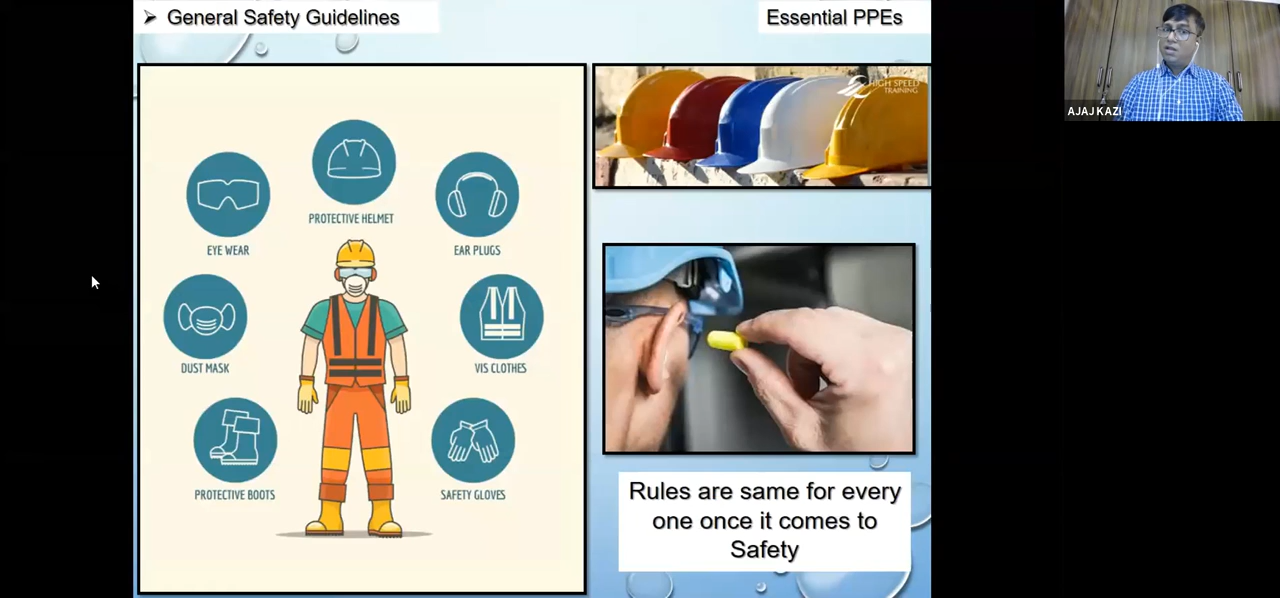 ➢ General Safety Guidelines
Essential PPEs
HIGH SPEED
TRAINING
AJAJ KAZI
PROTECTIVE HELMET
EYE WEAR
EAR PLUGS
DUST MASK
VIS CLOTHES
PROTECTIVE BOOTS
SAFETY GLOVES
Rules are same for every
one once it comes to
Safety